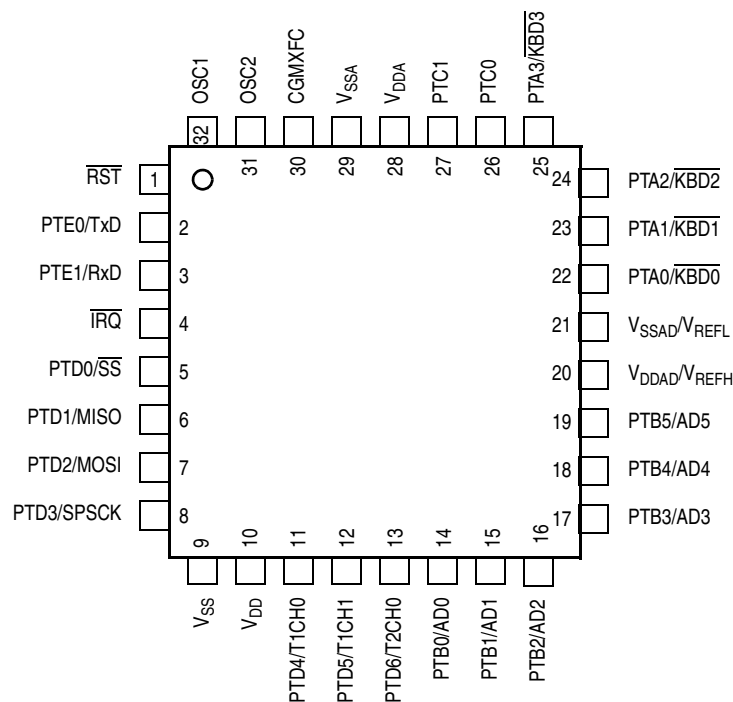 OSC1
OSC2
CGMXFC
VSSA
VDDA
PTC1
PTC0
PTA3/KBD3
32
31
30
29
28
27
26
25
RST 1
PTE0/TxD 2
PTE1/RxD 3
IRQ 4
PTD0/SS 5
PTD1/MISO 6
PTD2/MOSI 7
PTD3/SPSCK 8
24 PTA2/KBD2
23 PTA1/KBD1
22 PTA0/KBD0
21 VSSAD/VREFL
20 VDDAD/VREFH
19 PTB5/AD5
18 PTB4/AD4
17 PTB3/AD3
9
10
11
12
13
14
15
16
VSS
VDD
PTD4/T1CH0
PTD5/T1CH1
PTD6/T2CH0
PTB0/AD0
PTB1/AD1
PTB2/AD2